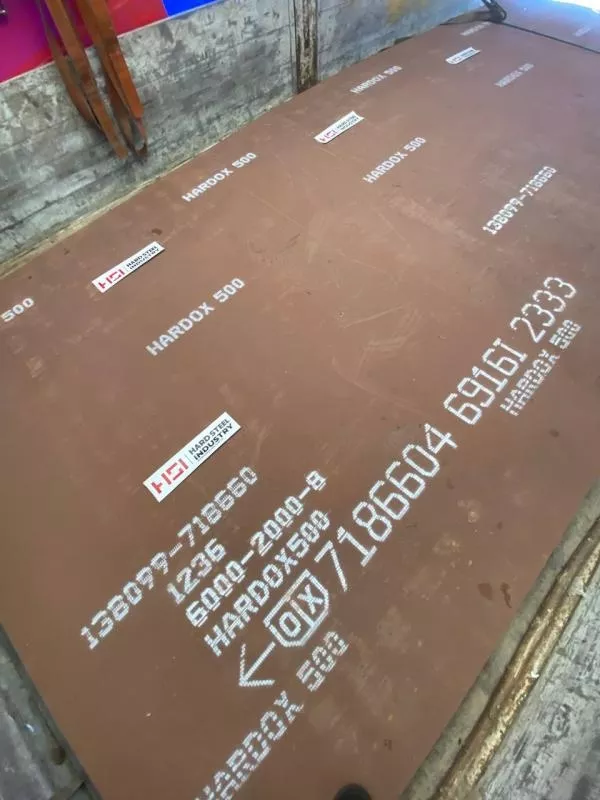 HARDOX 500
HARDOX 500
HARDOX 500
HSI HARD STEEL INDUSTRY
HARDOX 500
138099-718660
500
HSI HARD STEEL INDUSTRY
HARDOX 500
HSI HARD STEEL
INDUSTRY
138099-718660
1236
6000-2000-8
HARDOX500
OX 7186604 6916I 2333
HARDOX 500
HARDOX 500